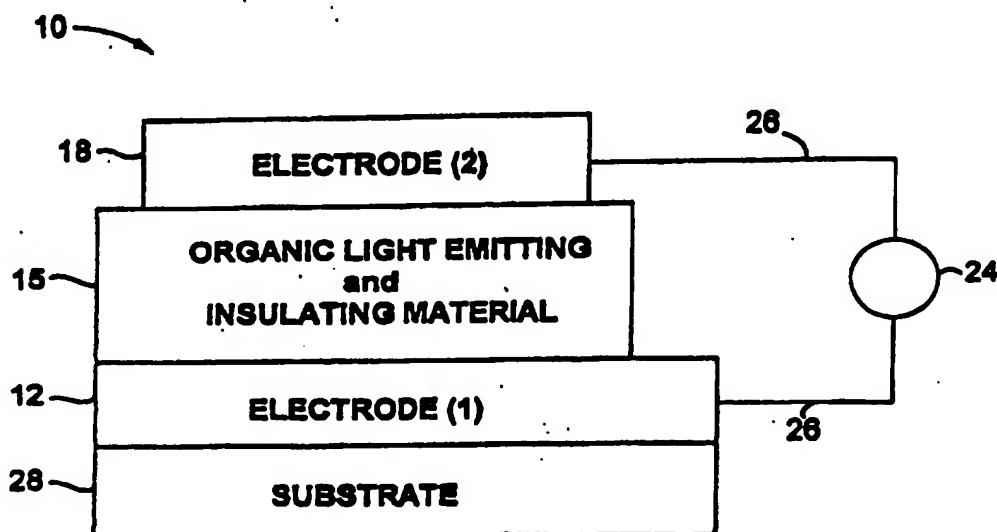 10
26
18
ELECTRODE (2)
ORGANIC LIGHT EMITTING
and
INSULATING MATERIAL
15
24
12
ELECTRODE (1)
26
28
SUBSTRATE